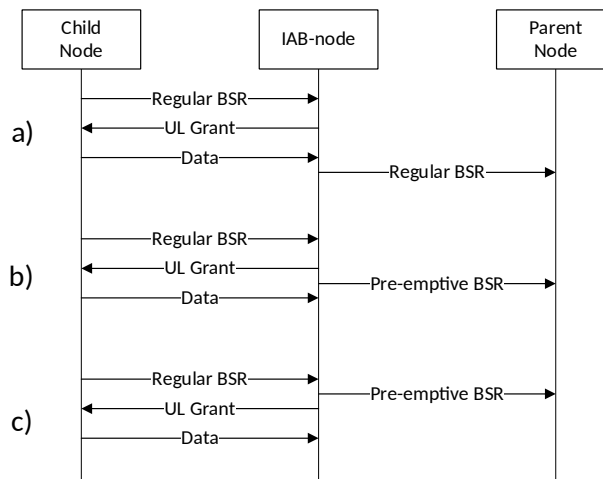 Child
Node
IAB-node
Parent
Node
a)
Regular BSR
UL Grant
Data
Regular BSR
b)
Regular BSR
UL Grant
Pre-emptive BSR
Data
c)
Regular BSR
Pre-emptive BSR
UL Grant
Data